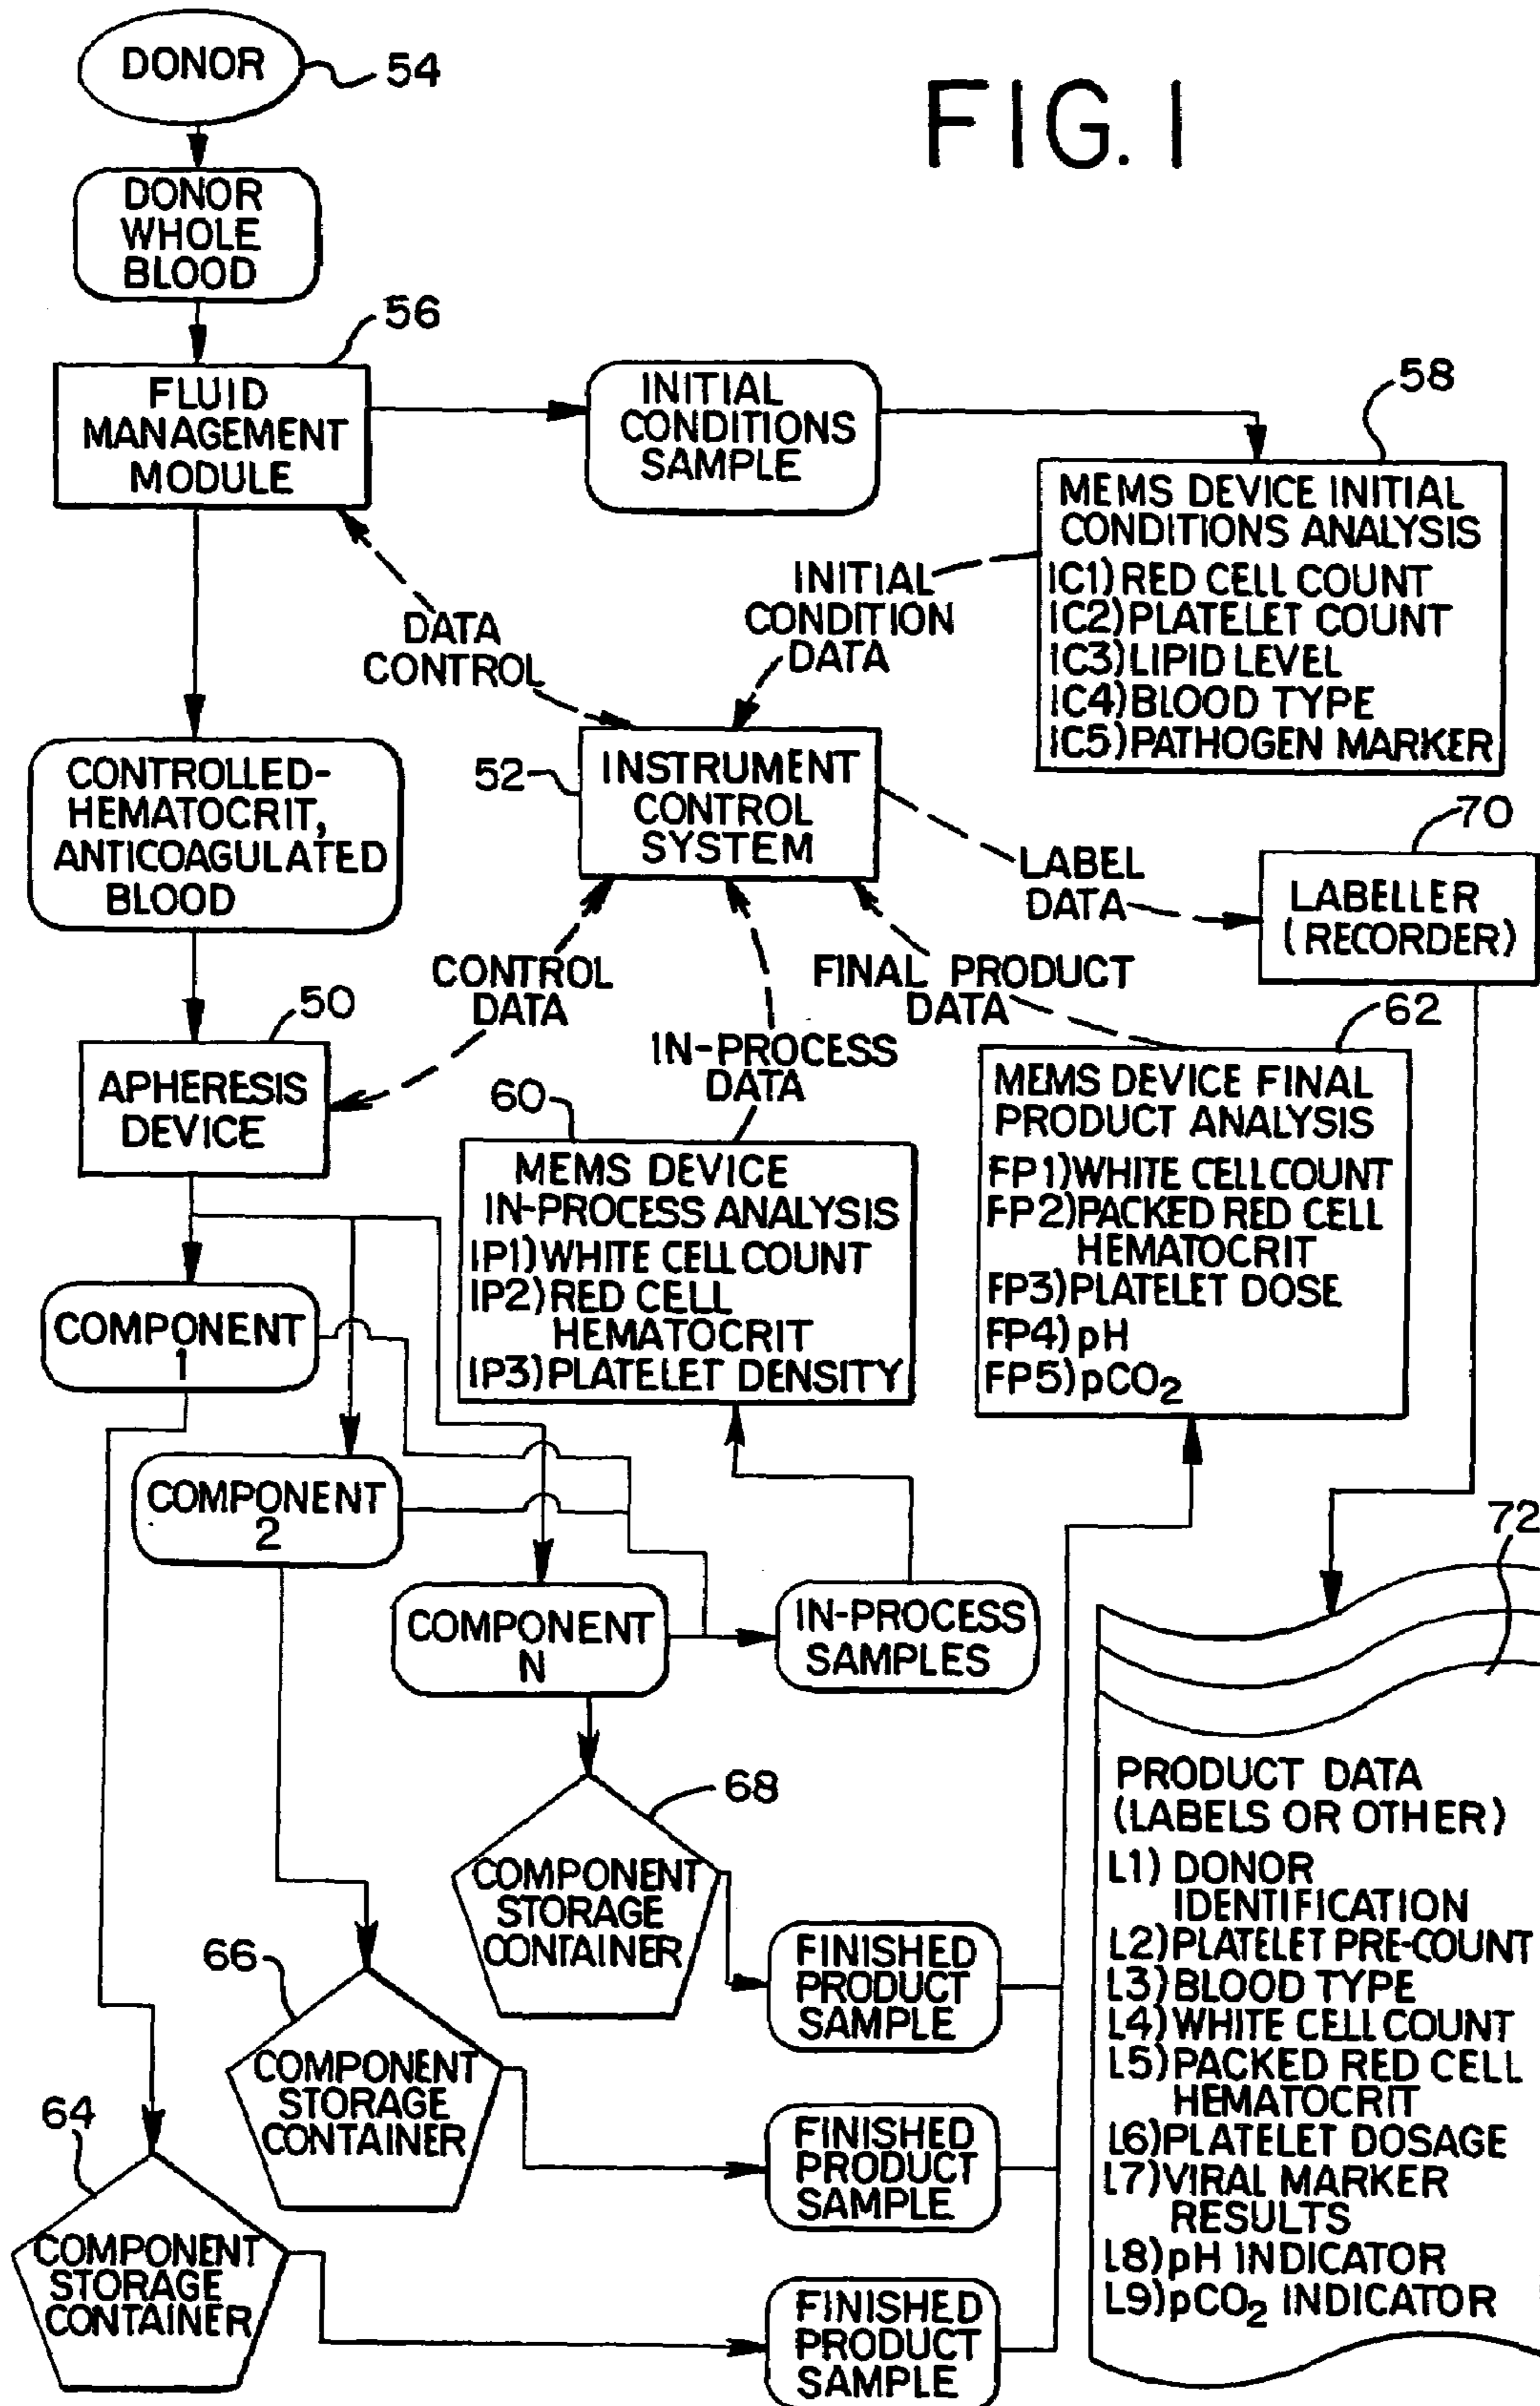 FIG. 1
DONOR
54
DONOR
WHOLE
BLOOD
56
FLUID
MANAGEMENT
MODULE
INITIAL
CONDITIONS
SAMPLE
58
MEMS DEVICE INITIAL
CONDITIONS ANALYSIS
IC1) RED CELL COUNT
IC2) PLATELET COUNT
IC3) LIPID LEVEL
IC4) BLOOD TYPE
IC5) PATHOGEN MARKER
INITIAL
CONDITION
DATA
DATA
CONTROL
CONTROLLED-
HEMATOCRIT,
ANTICOAGULATED
BLOOD
52
INSTRUMENT
CONTROL
SYSTEM
LABEL
DATA
70
LABELLER
(RECORDER)
CONTROL
DATA
FINAL PRODUCT
DATA
IN-PROCESS
DATA
50
APHERESIS
DEVICE
60
MEMS DEVICE
IN-PROCESS ANALYSIS
IP1) WHITE CELL COUNT
IP2) RED CELL
HEMATOCRIT
IP3) PLATELET DENSITY
62
MEMS DEVICE FINAL
PRODUCT ANALYSIS
FP1) WHITE CELL COUNT
FP2) PACKED RED CELL
HEMATOCRIT
FP3) PLATELET DOSE
FP4) pH
FP5) pCO₂
COMPONENT
1
COMPONENT
2
COMPONENT
N
IN-PROCESS
SAMPLES
72
68
COMPONENT
STORAGE
CONTAINER
66
COMPONENT
STORAGE
CONTAINER
64
COMPONENT
STORAGE
CONTAINER
FINISHED
PRODUCT
SAMPLE
FINISHED
PRODUCT
SAMPLE
FINISHED
PRODUCT
SAMPLE
PRODUCT DATA
(LABELS OR OTHER)
L1) DONOR
IDENTIFICATION
L2) PLATELET PRE-COUNT
L3) BLOOD TYPE
L4) WHITE CELL COUNT
L5) PACKED RED CELL
HEMATOCRIT
L6) PLATELET DOSAGE
L7) VIRAL MARKER
RESULTS
L8) pH INDICATOR
L9) pCO₂ INDICATOR